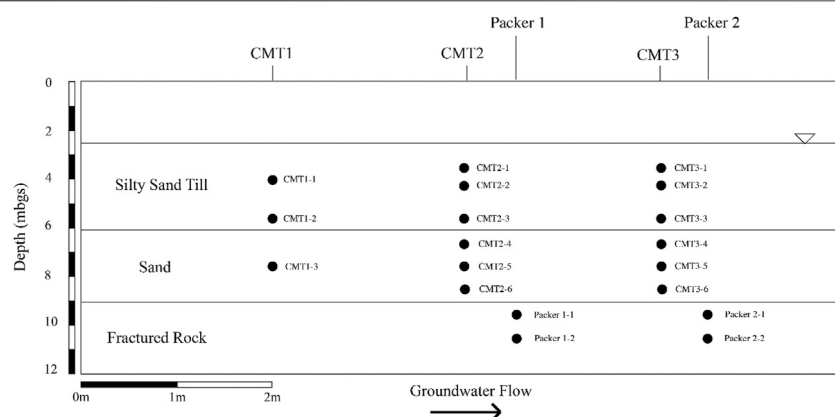 Packer 1
Packer 2
CMT1
CMT2
CMT3
0
2
4
6
8
10
12
Depth (mbgs)
Silty Sand Till
CMT1-1
CMT1-2
CMT2-1
CMT2-2
CMT2-3
CMT3-1
CMT3-2
CMT3-3
Sand
CMT1-3
CMT2-4
CMT2-5
CMT2-6
CMT3-4
CMT3-5
CMT3-6
Fractured Rock
Packer 1-1
Packer 1-2
Packer 2-1
Packer 2-2
0m
1m
2m
Groundwater Flow